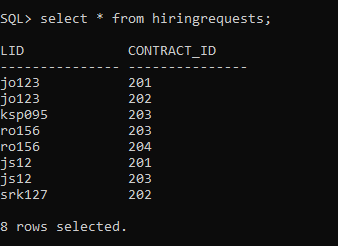 SQL> select * from hiringrequests;
LID CONTRACT_ID
--------------- ---------------
jo123 201
jo123 202
ksp095 203
ro156 203
ro156 204
js12 201
js12 203
srk127 202
8 rows selected.